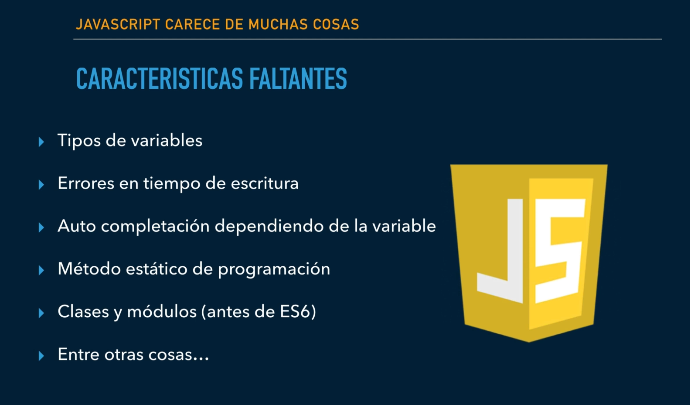 JAVASCRIPT CARECE DE MUCHAS COSAS
CARACTERISTICAS FALTANTES
Tipos de variables
Errores en tiempo de escritura
Auto completación dependiendo de la variable
Método estático de programación
Clases y módulos (antes de ES6)
Entre otras cosas...
JS